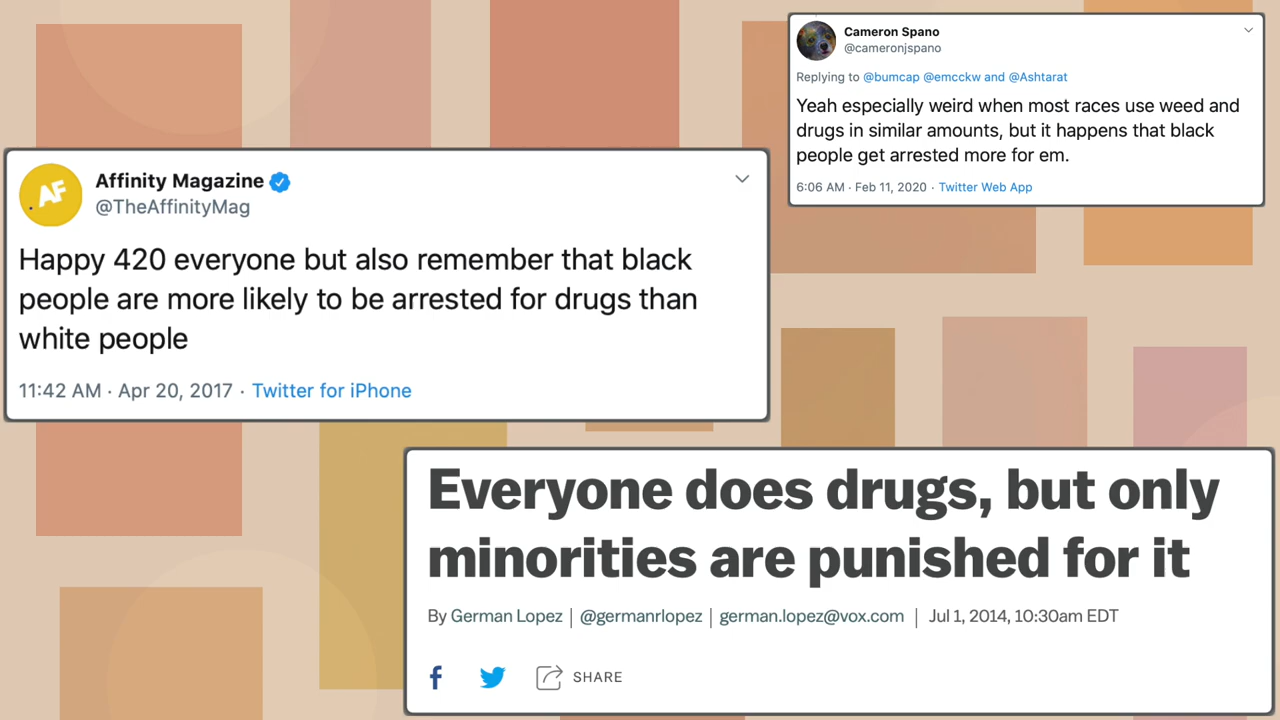 Cameron Spano
@cameronjspano
Replying to @bumcap @emcckw and @Ashtarat
Yeah especially weird when most races use weed and
drugs in similar amounts, but it happens that black
people get arrested more for em.
6:06 AM · Feb 11, 2020 · Twitter Web App
AF
Affinity Magazine
@TheAffinityMag
Happy 420 everyone but also remember that black
people are more likely to be arrested for drugs than
white people
11:42 AM · Apr 20, 2017 · Twitter for iPhone
Everyone does drugs, but only
minorities are punished for it
By German Lopez | @germanrlopez | german.lopez@vox.com | Jul 1, 2014, 10:30am EDT
SHARE